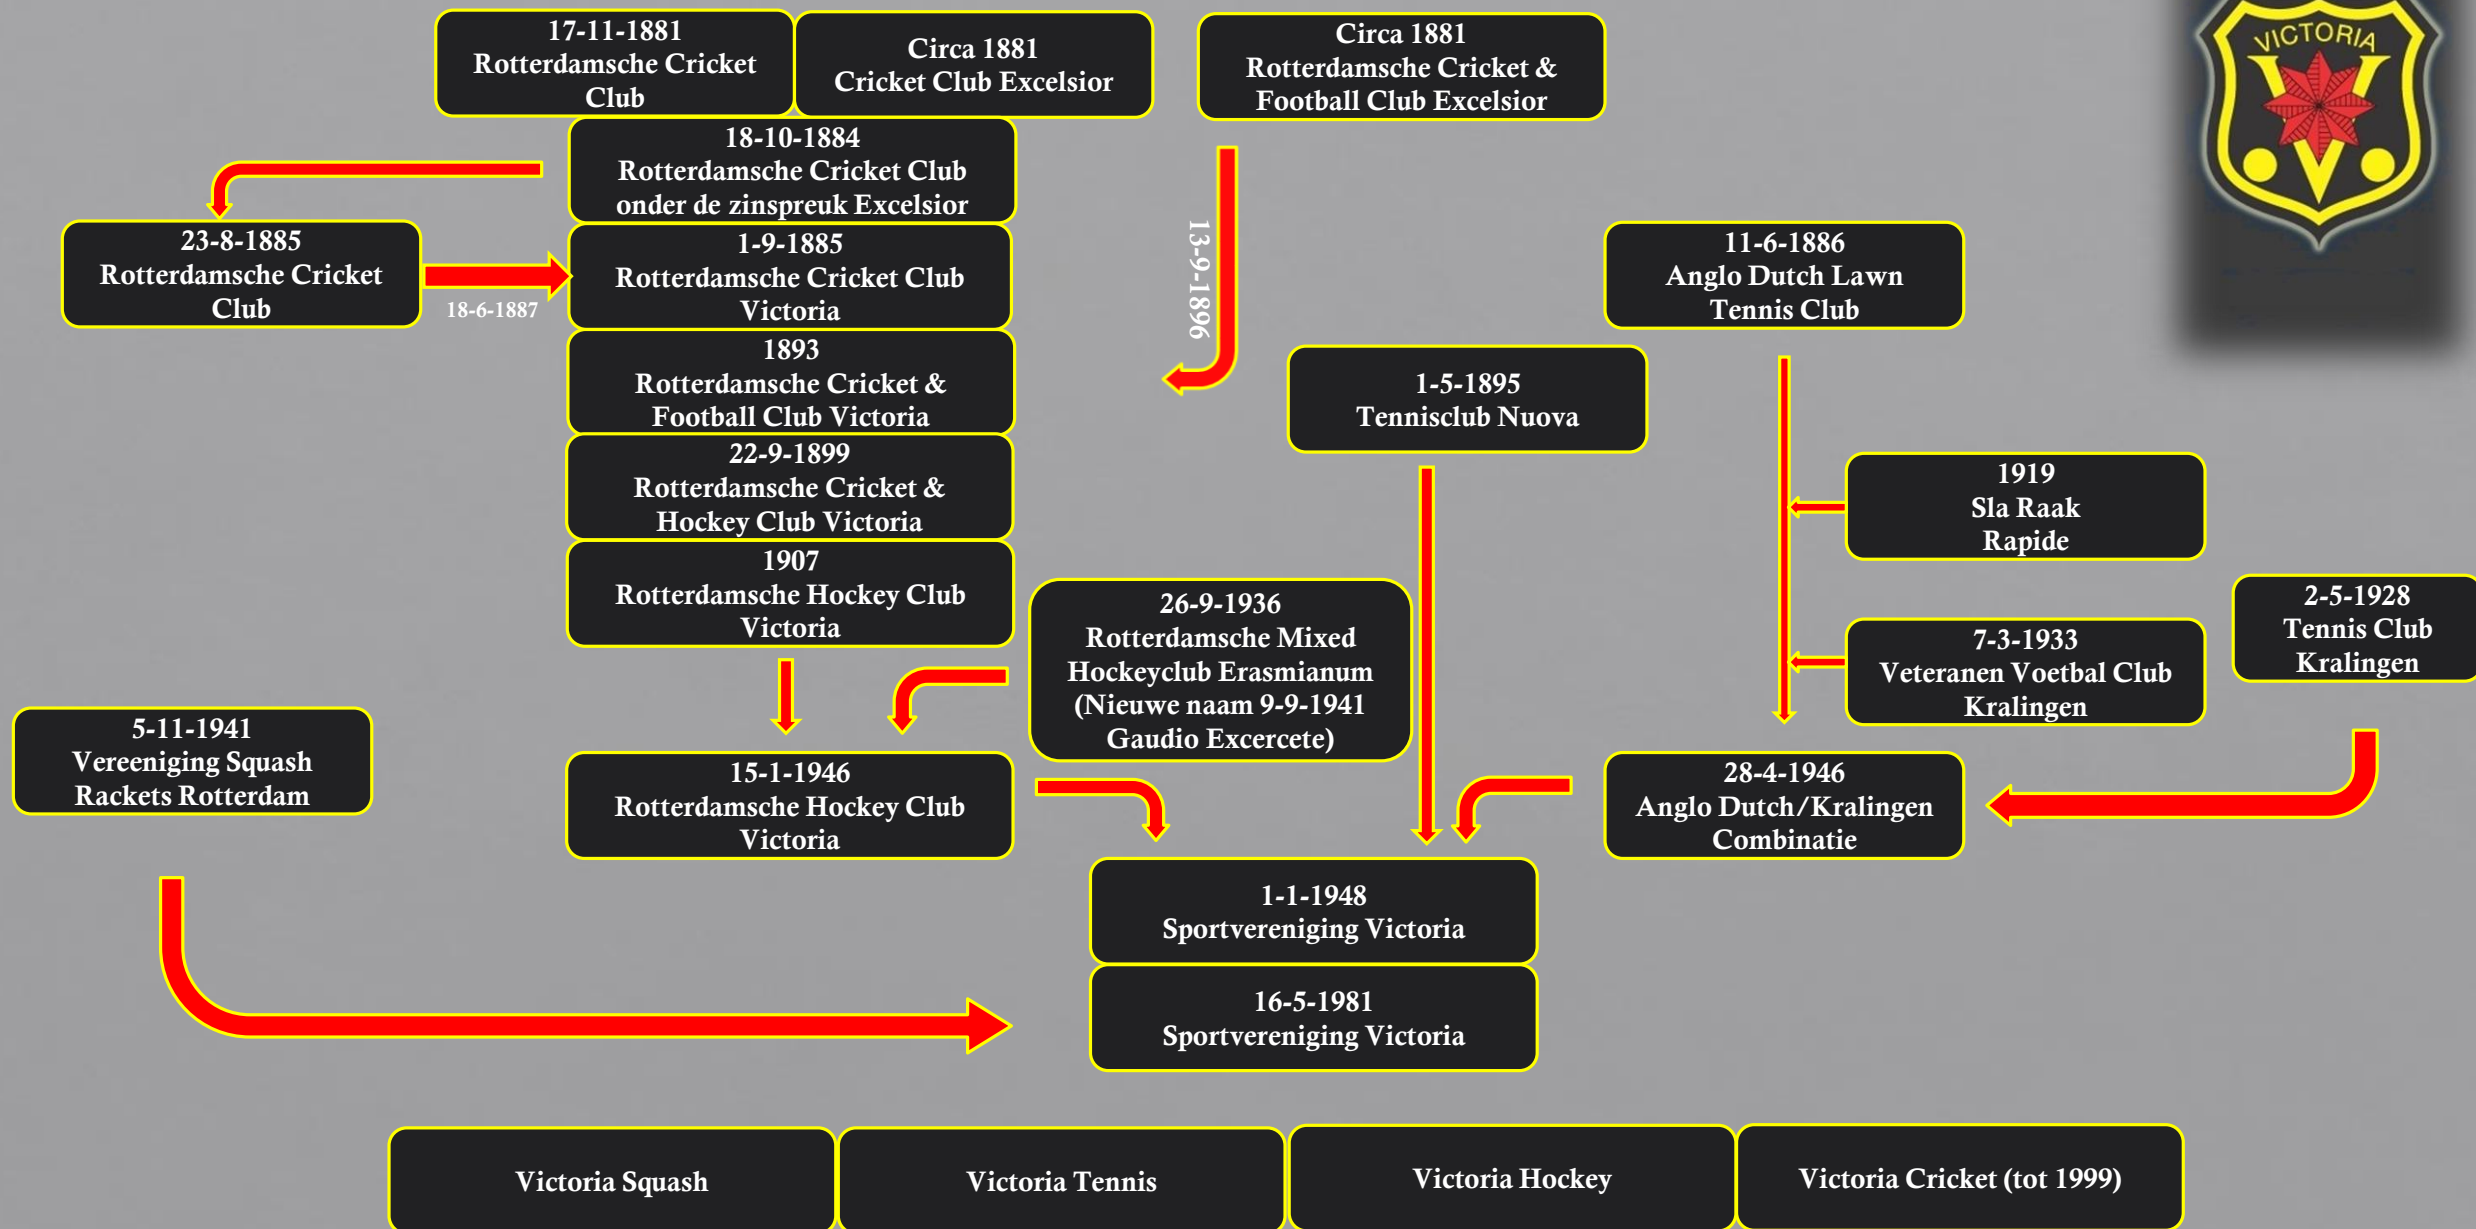 17-11-1881
Rotterdamsche Cricket
Club
Circa 1881
Cricket Club Excelsior
Circa 1881
Rotterdamsche Cricket &
Football Club Excelsior
VICTORIA
V
18-10-1884
Rotterdamsche Cricket Club
onder de zinspreuk Excelsior
23-8-1885
Rotterdamsche Cricket
Club
18-6-1887
1-9-1885
Rotterdamsche Cricket Club
Victoria
13-9-1896
11-6-1886
Anglo Dutch Lawn
Tennis Club
1893
Rotterdamsche Cricket &
Football Club Victoria
1-5-1895
Tennisclub Nuova
22-9-1899
Rotterdamsche Cricket &
Hockey Club Victoria
1919
Sla Raak
Rapide
1907
Rotterdamsche Hockey Club
Victoria
26-9-1936
Rotterdamsche Mixed
Hockeyclub Erasmianum
(Nieuwe naam 9-9-1941
Gaudio Excercete)
7-3-1933
Veteranen Voetbal Club
Kralingen
2-5-1928
Tennis Club
Kralingen
5-11-1941
Vereeniging Squash
Rackets Rotterdam
15-1-1946
Rotterdamsche Hockey Club
Victoria
28-4-1946
Anglo Dutch/Kralingen
Combinatie
1-1-1948
Sportvereniging Victoria
16-5-1981
Sportvereniging Victoria
Victoria Squash
Victoria Tennis
Victoria Hockey
Victoria Cricket (tot 1999)